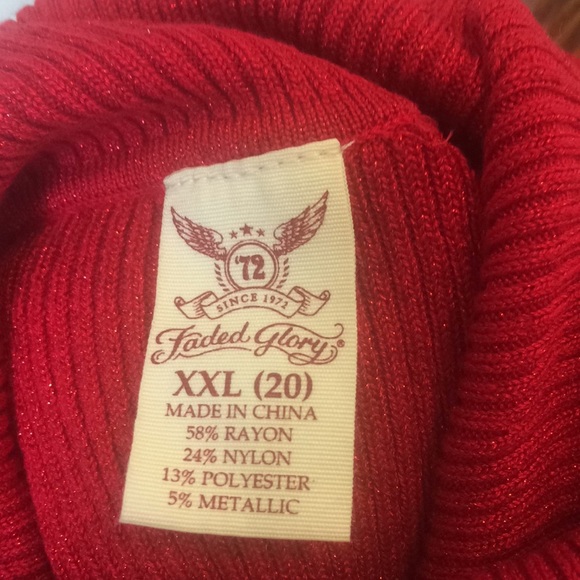 '72
SINCE 1972
Faded Glory®
XXL (20)
MADE IN CHINA
58% RAYON
24% NYLON
13% POLYESTER
5% METALLIC